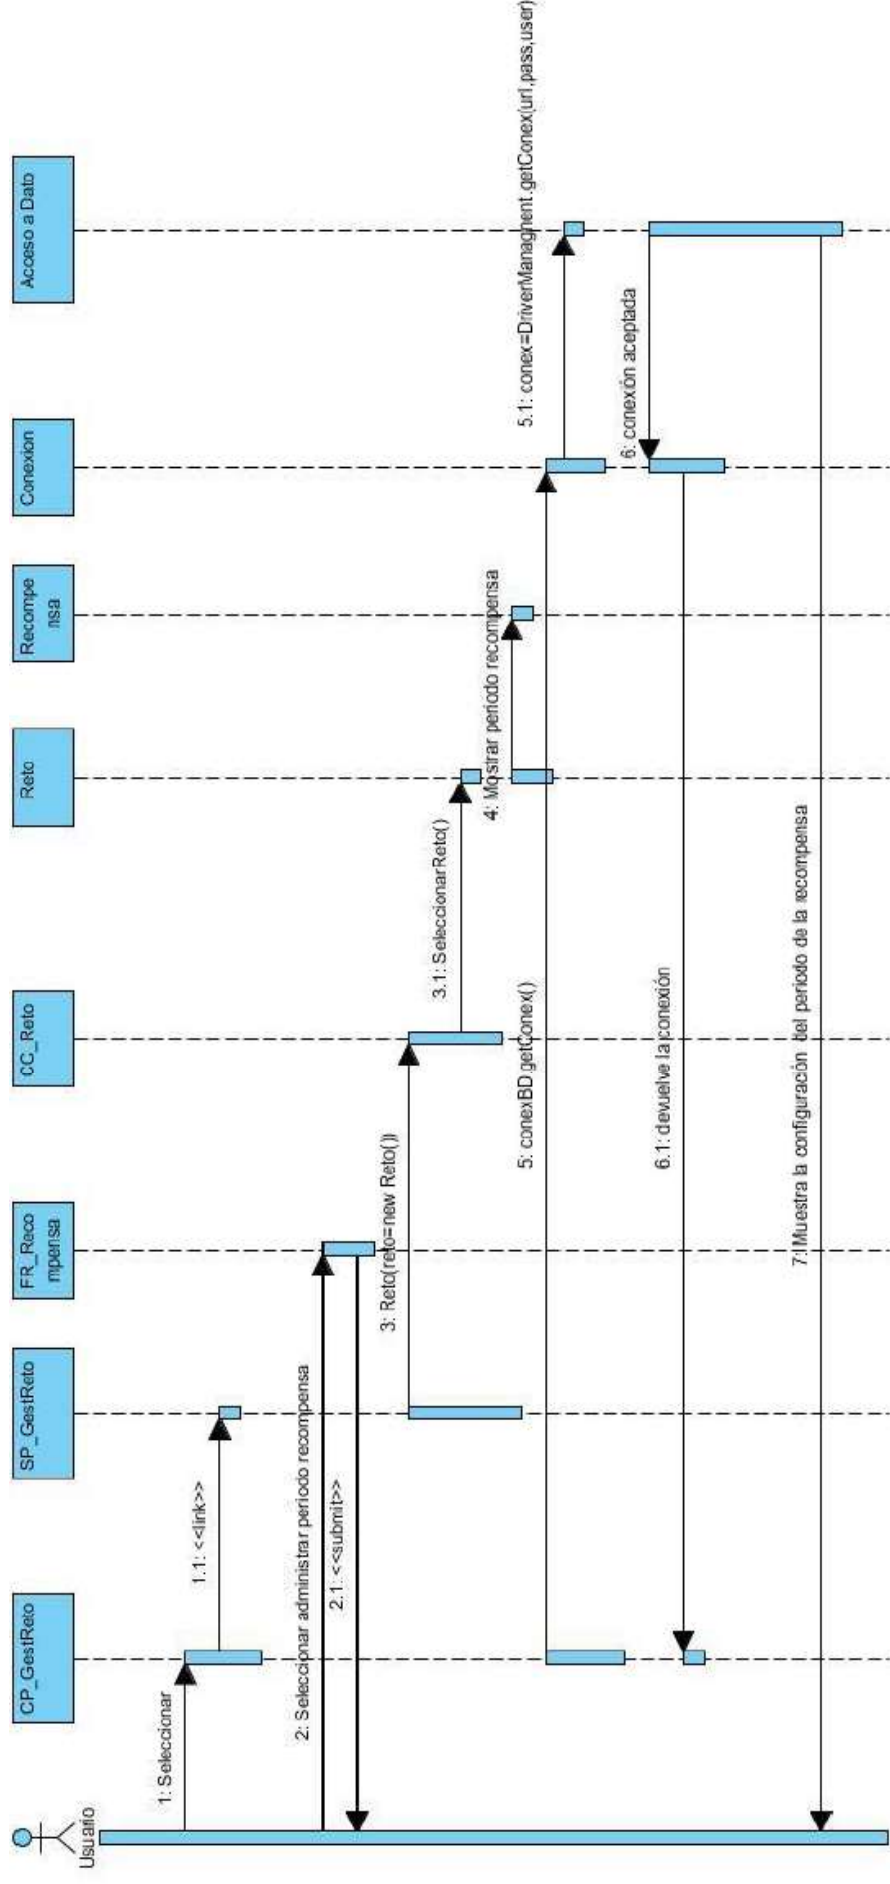 Usuario
CP_GestReto
SP_GestReto
FR_Reco
mpensa
CC_Reto
Reto
Recompe
nsa
Conexion
Acceso a Dato
1: Seleccionar
1.1: <<link>>
2: Seleccionar administrar periodo recompensa
2.1: <<submit>>
3: Reto(reto=new Reto())
3.1: SeleccionarReto()
4: Mostrar periodo recompensa
5: conexBD.getConex()
5.1: conex=DriverManagnent.getConex(url,pass,user)
6: conexión aceptada
6.1: devuelve la conexión
7: Muestra la configuración del periodo de la recompensa